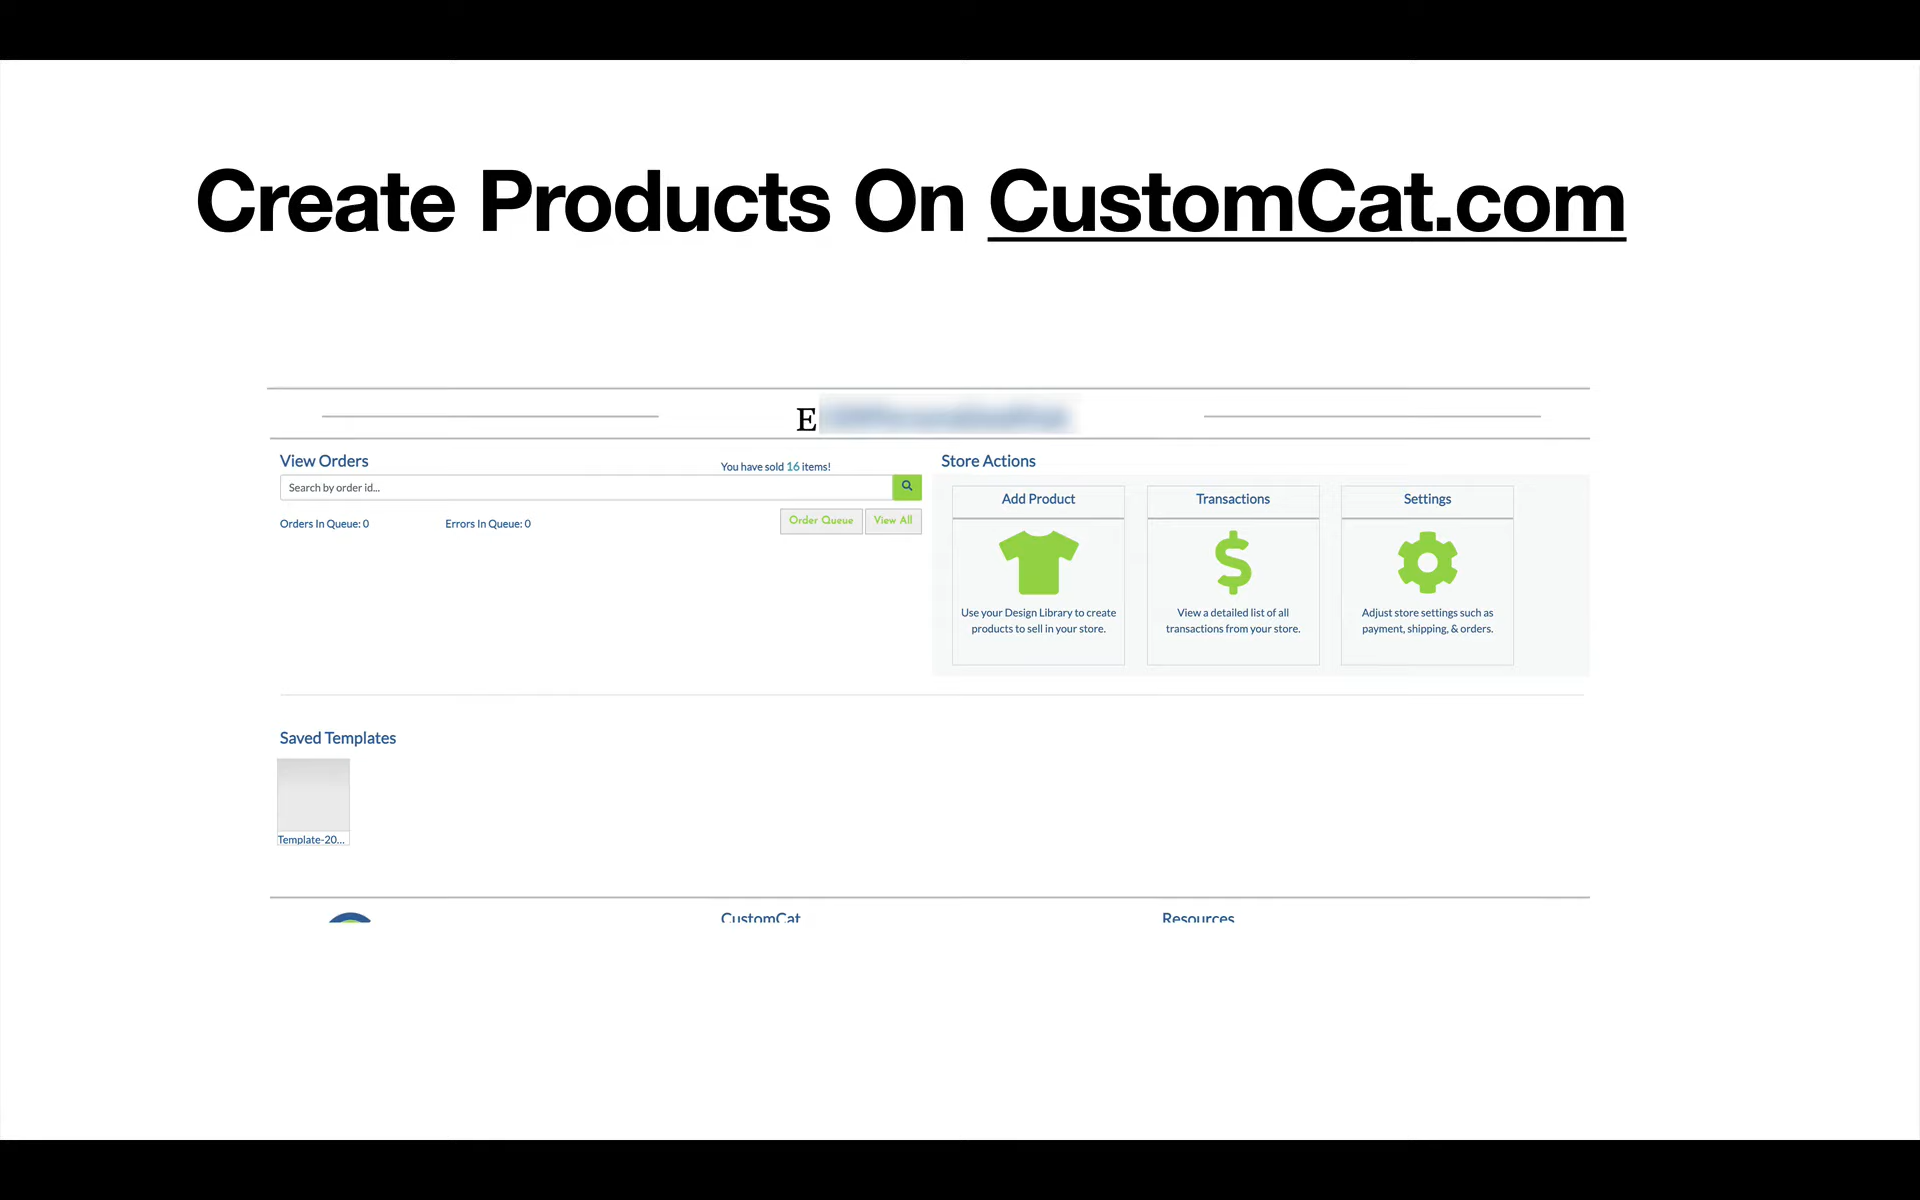 Create Products On CustomCat.com
E
View Orders
You have sold 16 items!
Search by order id...
Orders In Queue: 0
Errors In Queue: 0
Order Queue
View All
Store Actions
Add Product
Use your Design Library to create
products to sell in your store.
Transactions
View a detailed list of all
transactions from your store.
Settings
Adjust store settings such as
payment, shipping, & orders.
Saved Templates
Template-20...
CustomCat
Resources